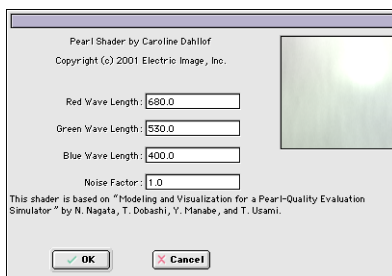 Pearl Shader by Caroline Dahllof
Copyright (c) 2001 Electric Image, Inc.
Red Wave Length: 680.0
Green Wave Length: 530.0
Blue Wave Length: 400.0
Noise Factor: 1.0
This shader is based on "Modeling and Visualization for a Pearl-Quality Evaluation
Simulator" by N. Nagata, T. Dobashi, Y. Manabe, and T. Usami.
OK Cancel